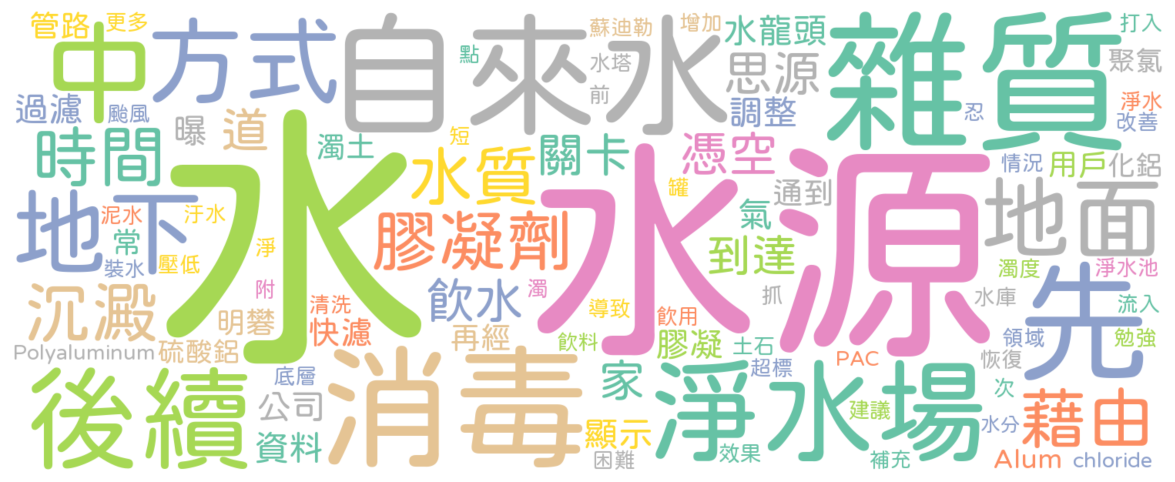 管路 更多
中 方式 自來水 蘇迪勒 增加 水龍頭 雜質 打入
點 水塔 思源 聚氯
過濾 颱風 曝 道 前 調整 忍 淨水
改善
時間 濁土 短 水質 關卡 憑空 情況 用戶 化鋁
地下 水 水源 罐 通到 地面
泥水 汙水 常 淨 膠凝劑 氣 到達
裝水 壓低 附 濁 抓 濁度 淨水池
沉澱 明礬 清洗 快濾 飲水 導致 飲用 水庫 先 流入
Polyaluminum 硫酸鋁 再經 飲料 膠凝 土石 超標 PAC 領域 恢復 勉強
後續 底層 消毒 家 淨水場 次 藉由
公司 建議 水分
資料 顯示 效果 補充 Alum chloride
困難